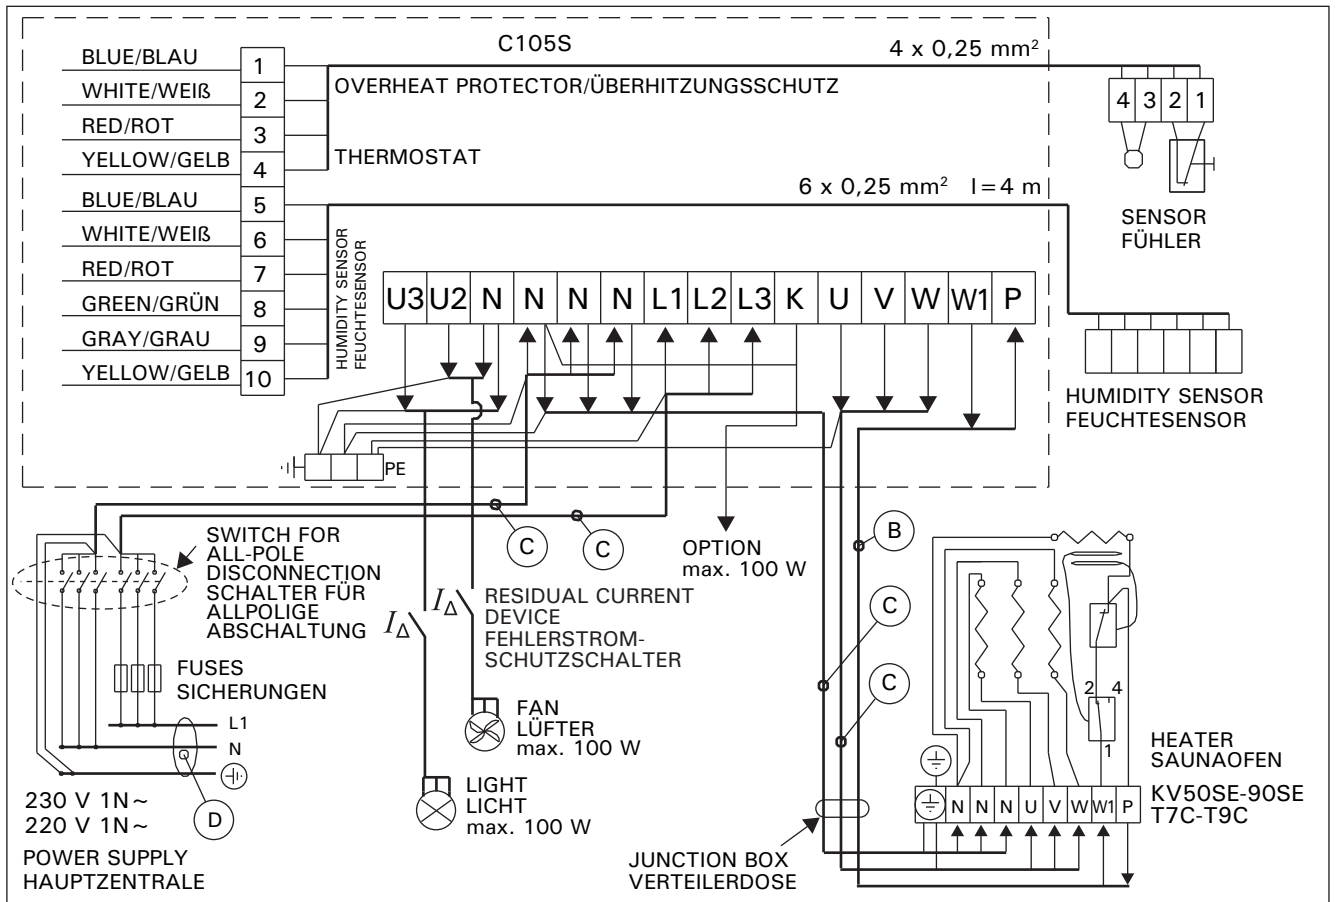 C105S
4 x 0,25 mm²
BLUE/BLAU 1
WHITE/WEIß 2
RED/ROT 3
YELLOW/GELB 4
BLUE/BLAU 5
WHITE/WEIß 6
RED/ROT 7
GREEN/GRÜN 8
GRAY/GRAU 9
YELLOW/GELB 10
OVERHEAT PROTECTOR/ÜBERHITZUNGSSCHUTZ
THERMOSTAT
4 3 2 1
SENSOR
FÜHLER
6 x 0,25 mm² l=4 m
HUMIDITY SENSOR
FEUCHTESENSOR
U3 U2 N N N N L1 L2 L3 K U V W W1 P
HUMIDITY SENSOR
FEUCHTESENSOR
PE
SWITCH FOR
ALL-POLE
DISCONNECTION
SCHALTER FÜR
ALLPOLIGE
ABSCHALTUNG
C
C
OPTION
max. 100 W
B
C
C
IΔ
IΔ
RESIDUAL CURRENT
DEVICE
FEHLERSTROM-
SCHUTZSCHALTER
FUSES
SICHERUNGEN
L1
N
D
230 V 1N~
220 V 1N~
POWER SUPPLY
HAUPTZENTRALE
FAN
LÜFTER
max. 100 W
LIGHT
LICHT
max. 100 W
JUNCTION BOX
VERTEILERDOSE
2 4
1
N N N U V W W1 P
HEATER
SAUNAOFEN
KV50SE-90SE
T7C-T9C